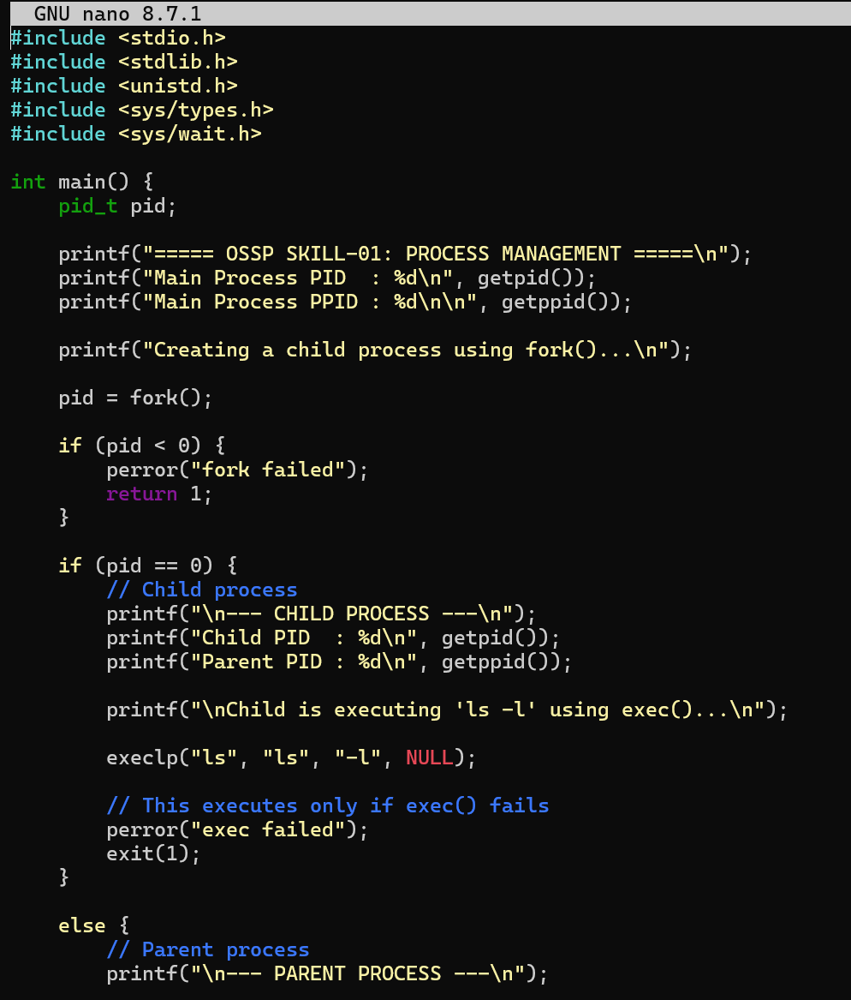 GNU nano 8.7.1
#include <stdio.h>
#include <stdlib.h>
#include <unistd.h>
#include <sys/types.h>
#include <sys/wait.h>
int main() {
    pid_t pid;
    printf("===== OSSP SKILL-01: PROCESS MANAGEMENT =====\n");
    printf("Main Process PID  : %d\n", getpid());
    printf("Main Process PPID : %d\n\n", getppid());
    printf("Creating a child process using fork()...\n");
    pid = fork();
    if (pid < 0) {
        perror("fork failed");
        return 1;
    }
    if (pid == 0) {
        // Child process
        printf("\n--- CHILD PROCESS ---\n");
        printf("Child PID  : %d\n", getpid());
        printf("Parent PID : %d\n", getppid());
        printf("\nChild is executing 'ls -l' using exec()...\n");
        execlp("ls", "ls", "-l", NULL);
        // This executes only if exec() fails
        perror("exec failed");
        exit(1);
    }
    else {
        // Parent process
        printf("\n--- PARENT PROCESS ---\n");